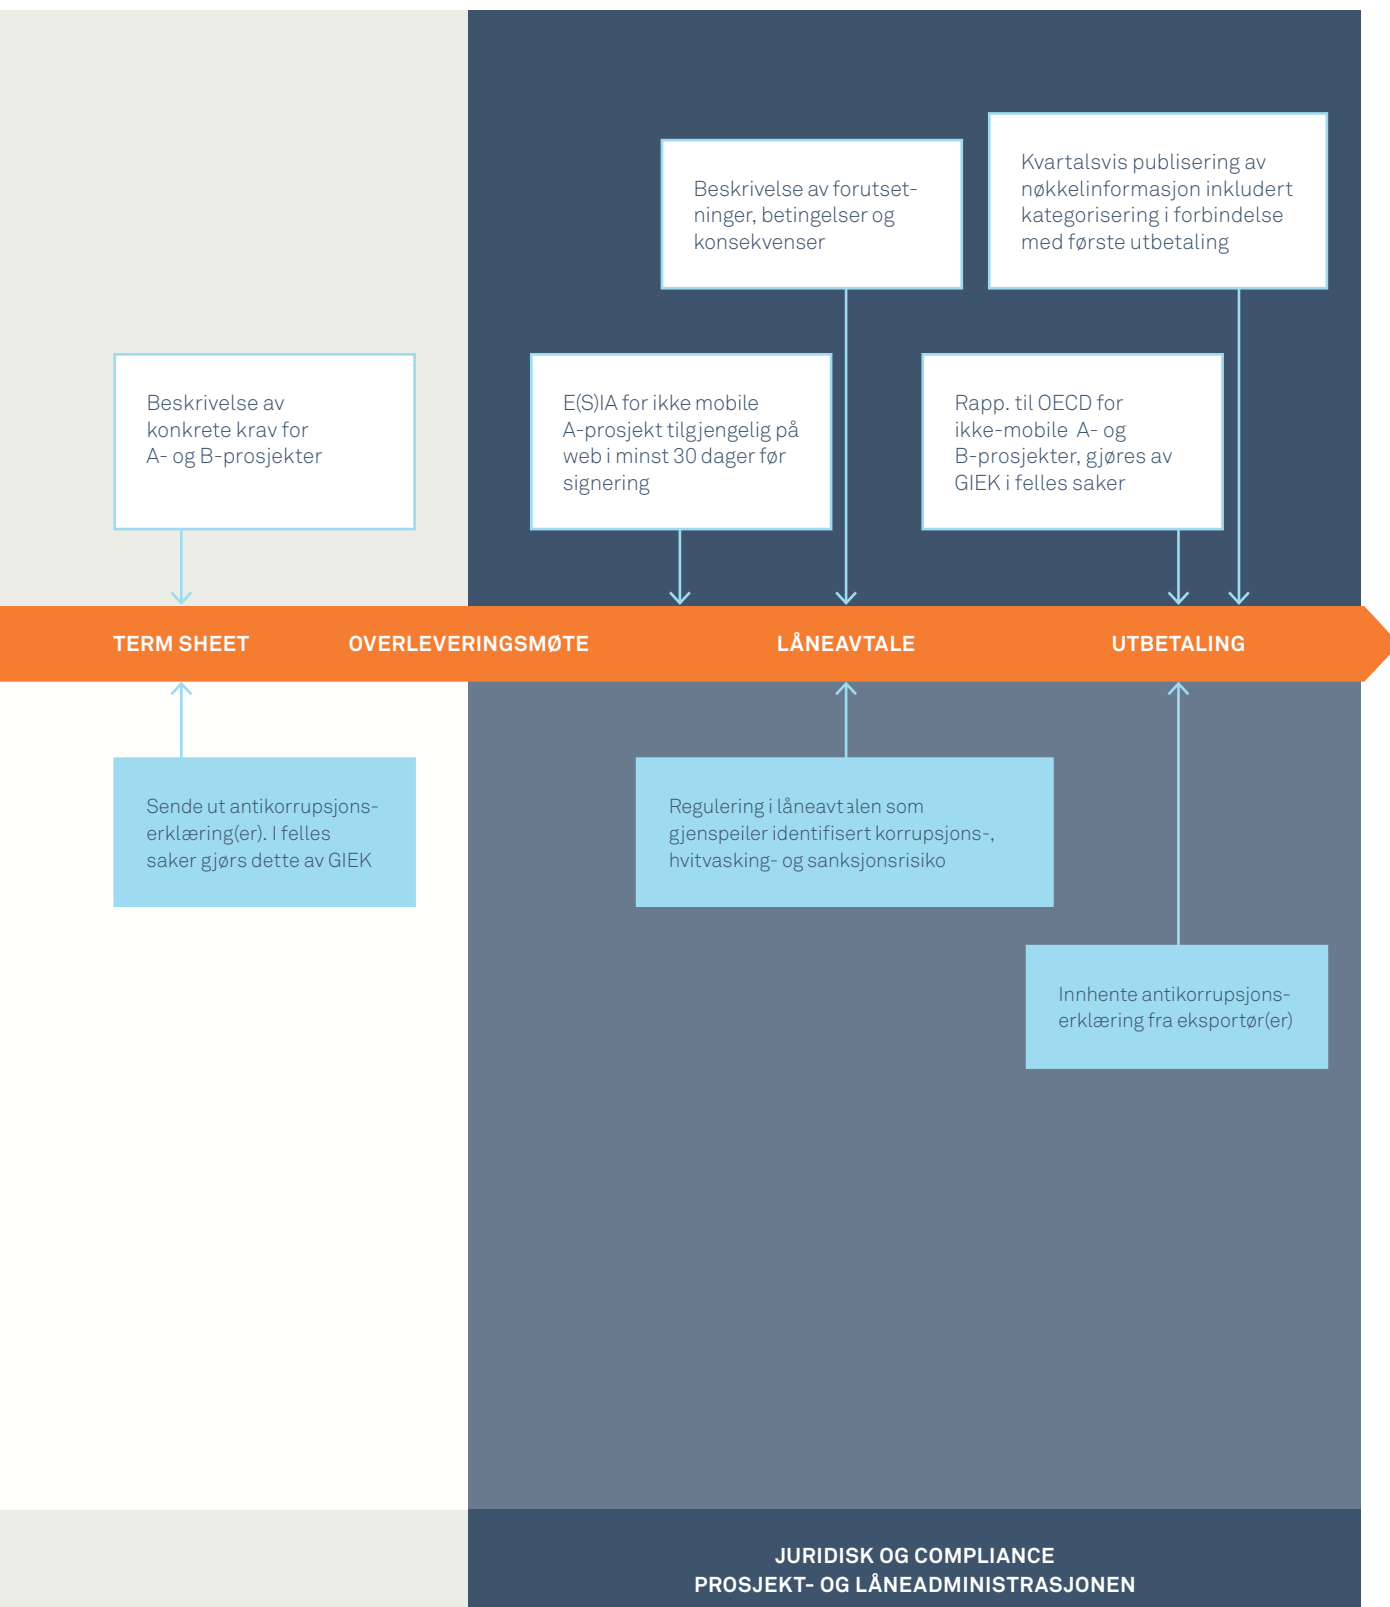 Kvartalsvis publisering av
nøkkelinformasjon inkludert
kategorisering i forbindelse
med første utbetaling
Beskrivelse av forutset-
ninger, betingelser og
konsekvenser
Beskrivelse av
konkrete krav for
A- og B-prosjekter
E(S)IA for ikke mobile
A-prosjekt tilgjengelig på
web i minst 30 dager før
signering
Rapp. til OECD for
ikke-mobile A- og
B-prosjekter, gjøres av
GIEK i felles saker
TERM SHEET OVERLEVERINGSMØTE LÅNEAVTALE UTBETALING
Sende ut antikorrupsjons-
erklæring(er). I felles
saker gjørs dette av GIEK
Regulering i låneavtalen som
gjenspeiler identifisert korrupsjons-,
hvitvasking- og sanksjonsrisiko
Innhente antikorrupsjons-
erklæring fra eksportør(er)
JURIDISK OG COMPLIANCE
PROSJEKT- OG LÅNEADMINISTRASJONEN